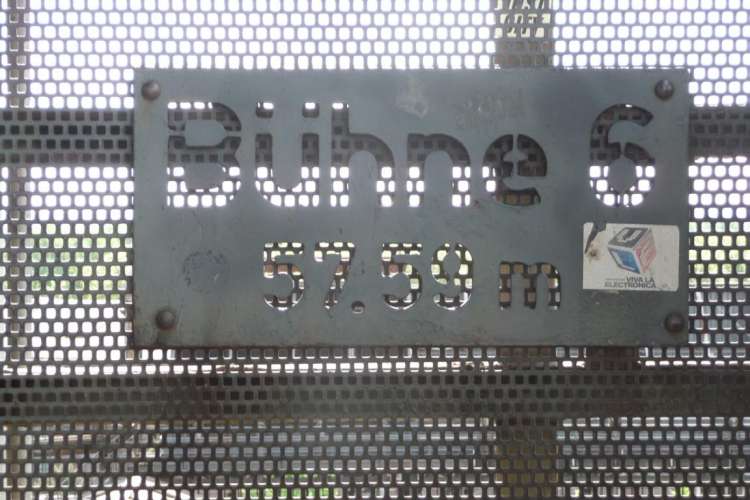 Bühne 6
57.59 m
VIVA LA
ELECTRONICA